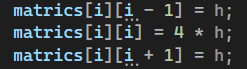 matrics[i][i - 1] = h;
matrics[i][i] = 4 * h;
matrics[i][i + 1] = h;